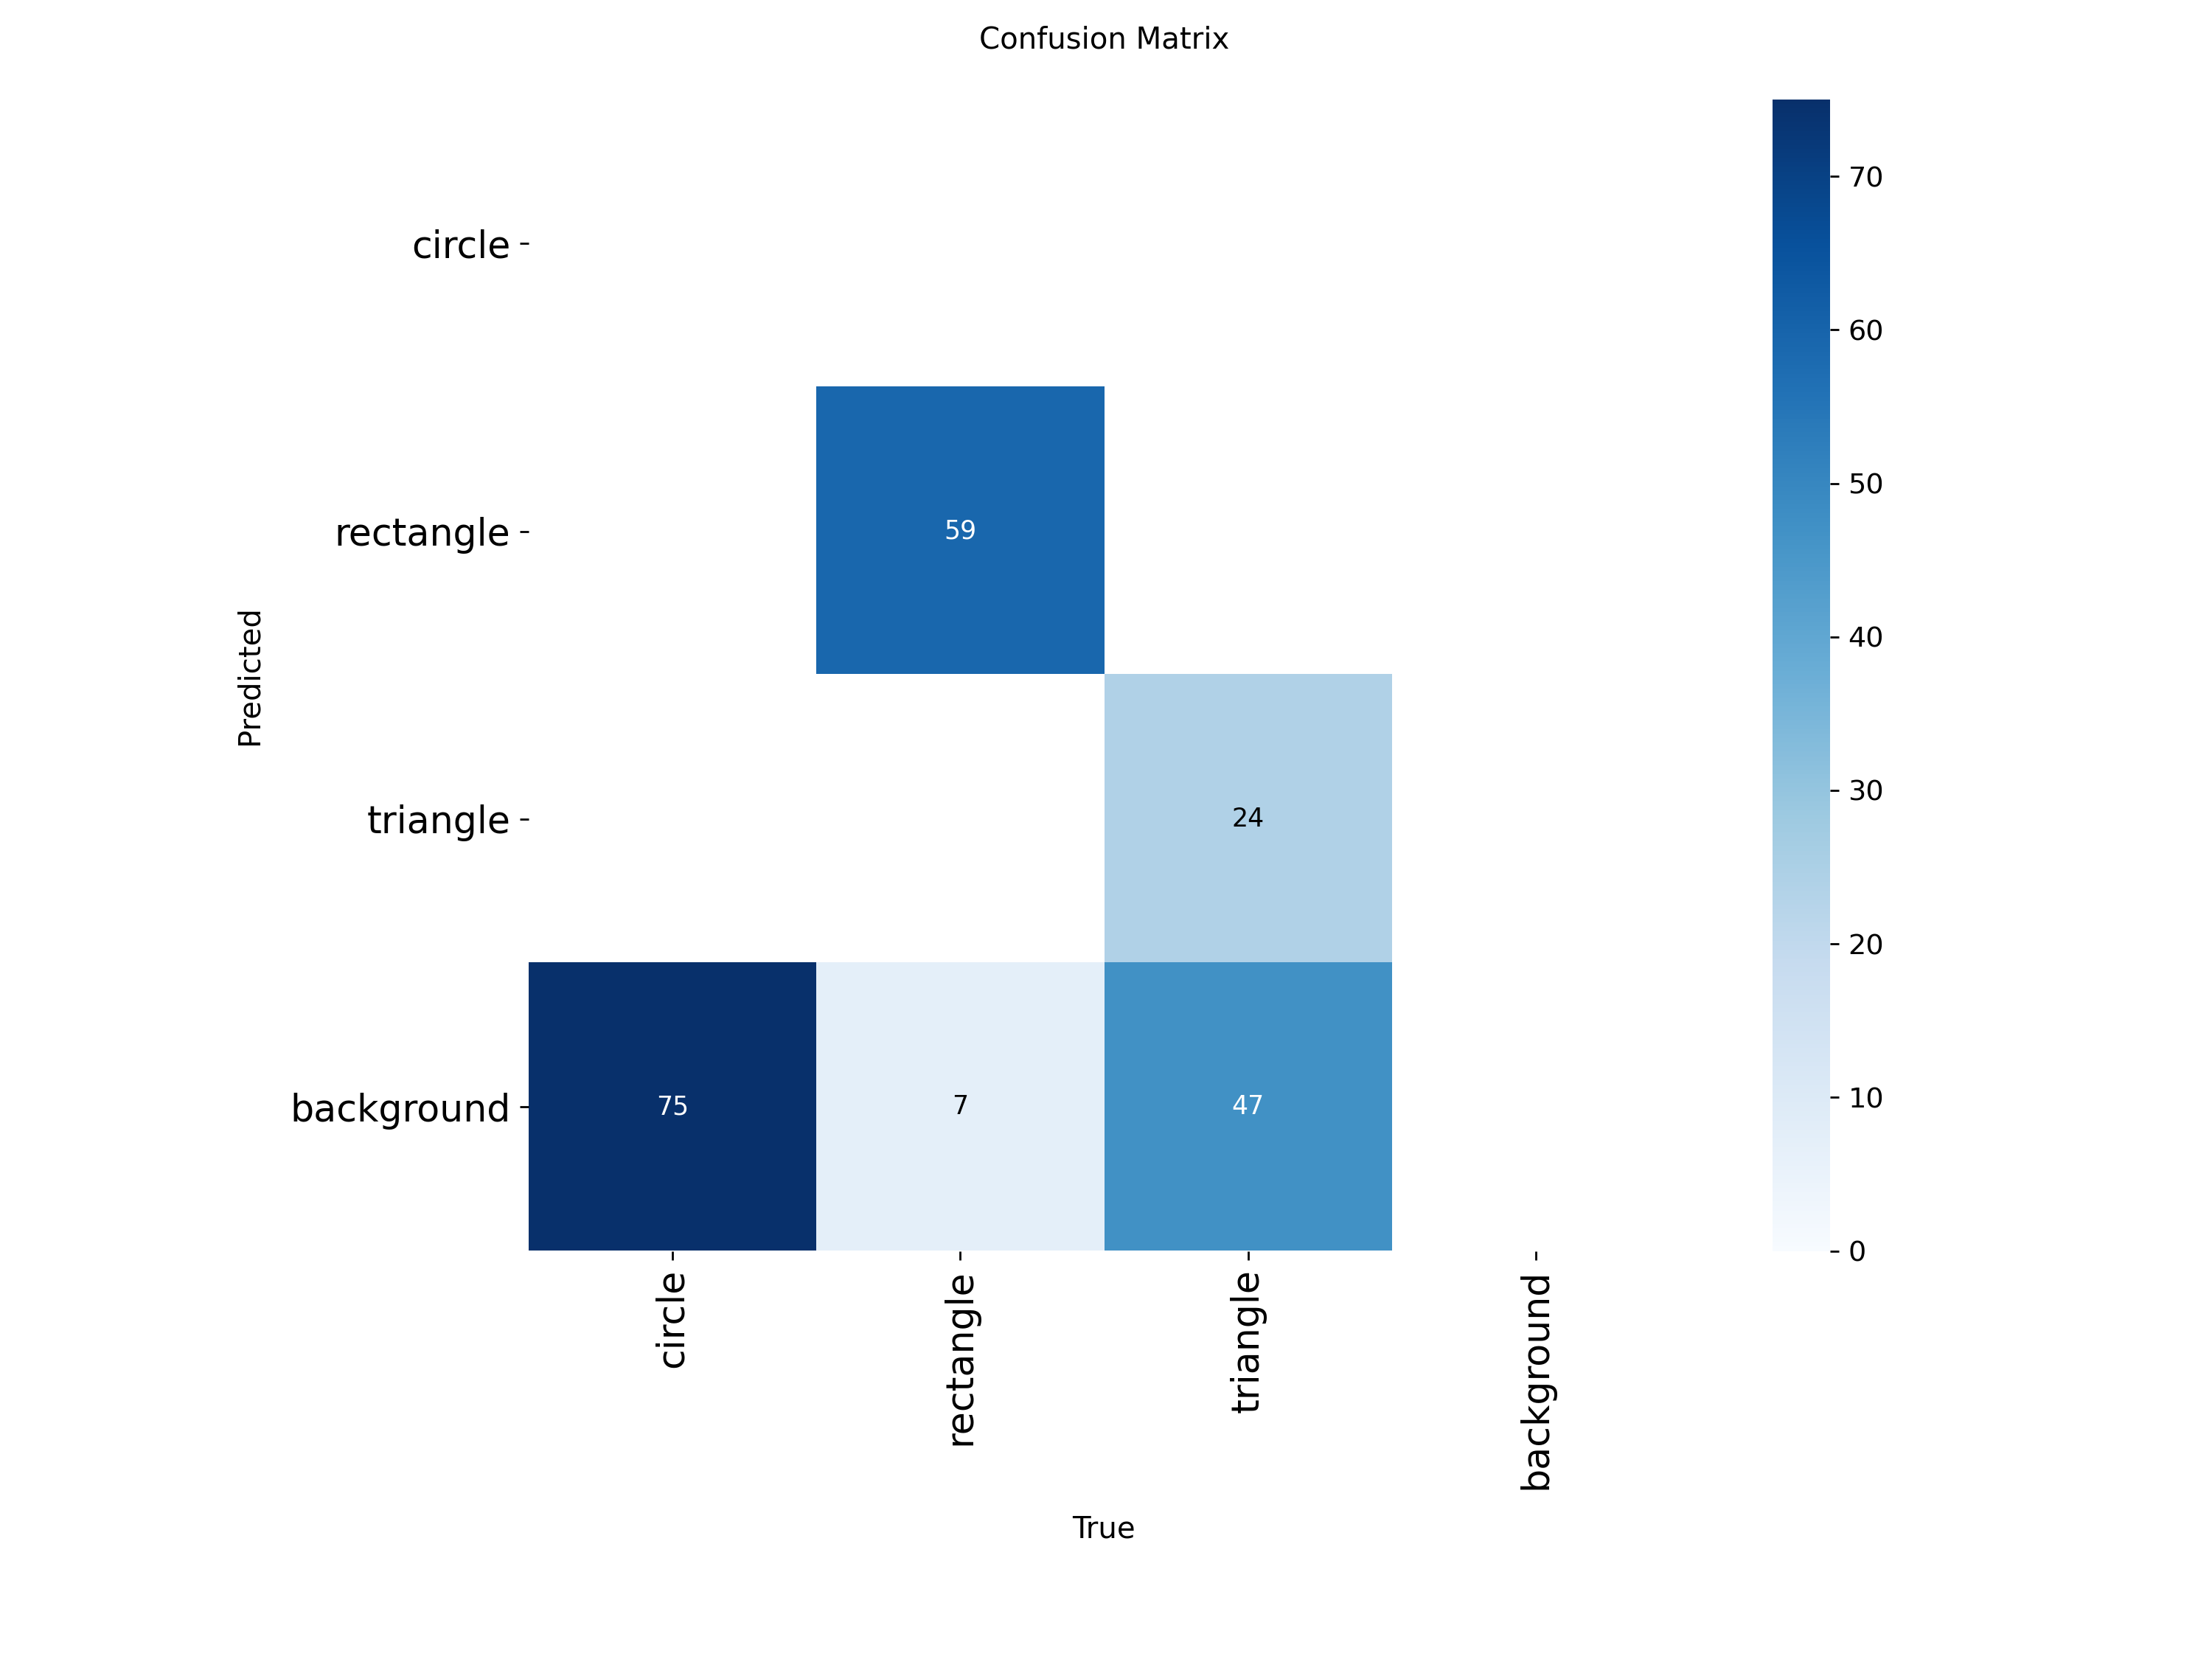 Confusion Matrix
circle
rectangle
triangle
background
Predicted
59
24
75 7 47
circle
rectangle
triangle
background
True
70
60
50
40
30
20
10
0